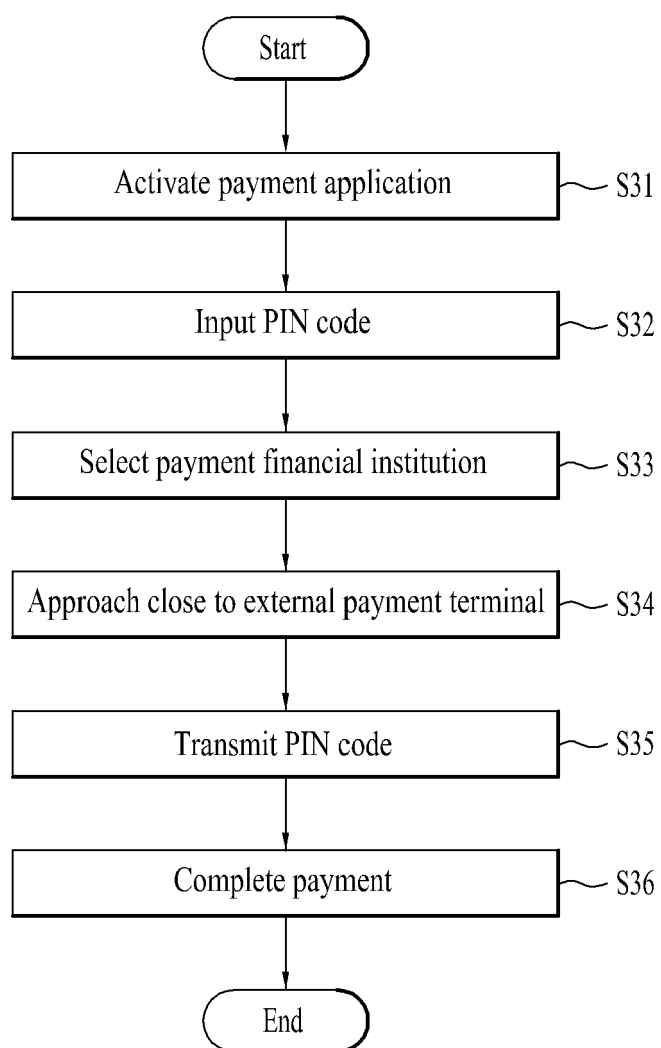 Start
Activate payment application
S31
Input PIN code
S32
Select payment financial institution
S33
Approach close to external payment terminal
S34
Transmit PIN code
S35
Complete payment
S36
End